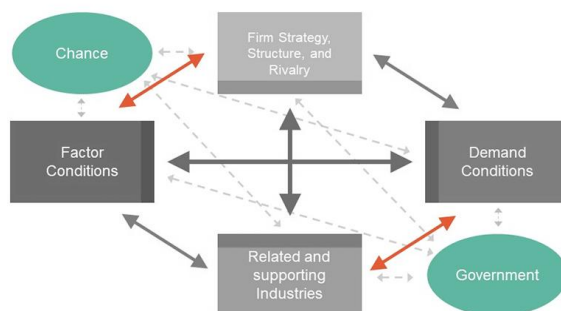 Chance
Firm Strategy,
Structure, and
Rivalry
Factor
Conditions
Demand
Conditions
Related and
supporting
Industries
Government